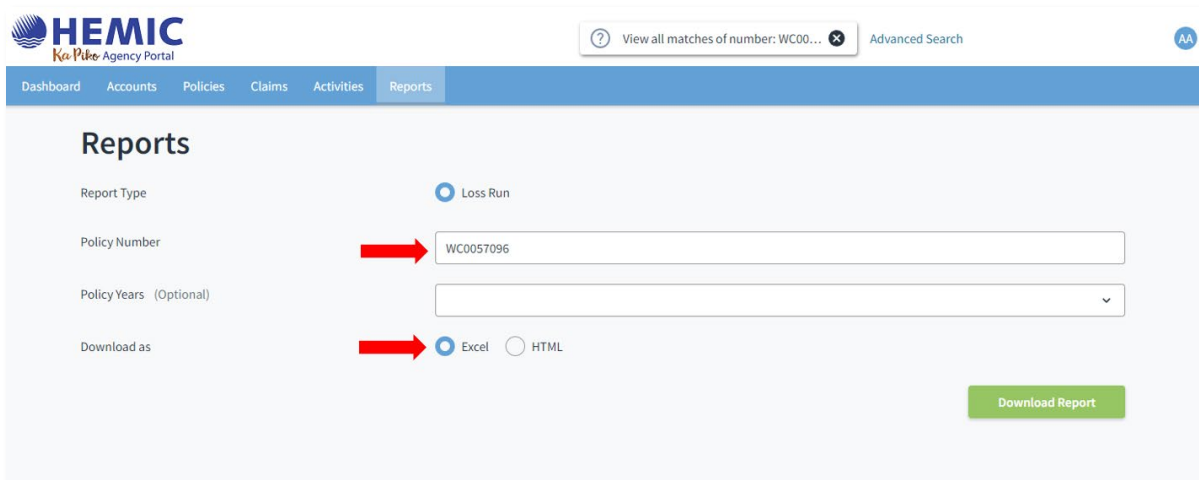 HEMIC
Ka Piko Agency Portal
? View all matches of number: WC00... Advanced Search
AA
Dashboard Accounts Policies Claims Activities Reports
Reports
Report Type Loss Run
Policy Number WC0057096
Policy Years (Optional)
Download as Excel HTML
Download Report